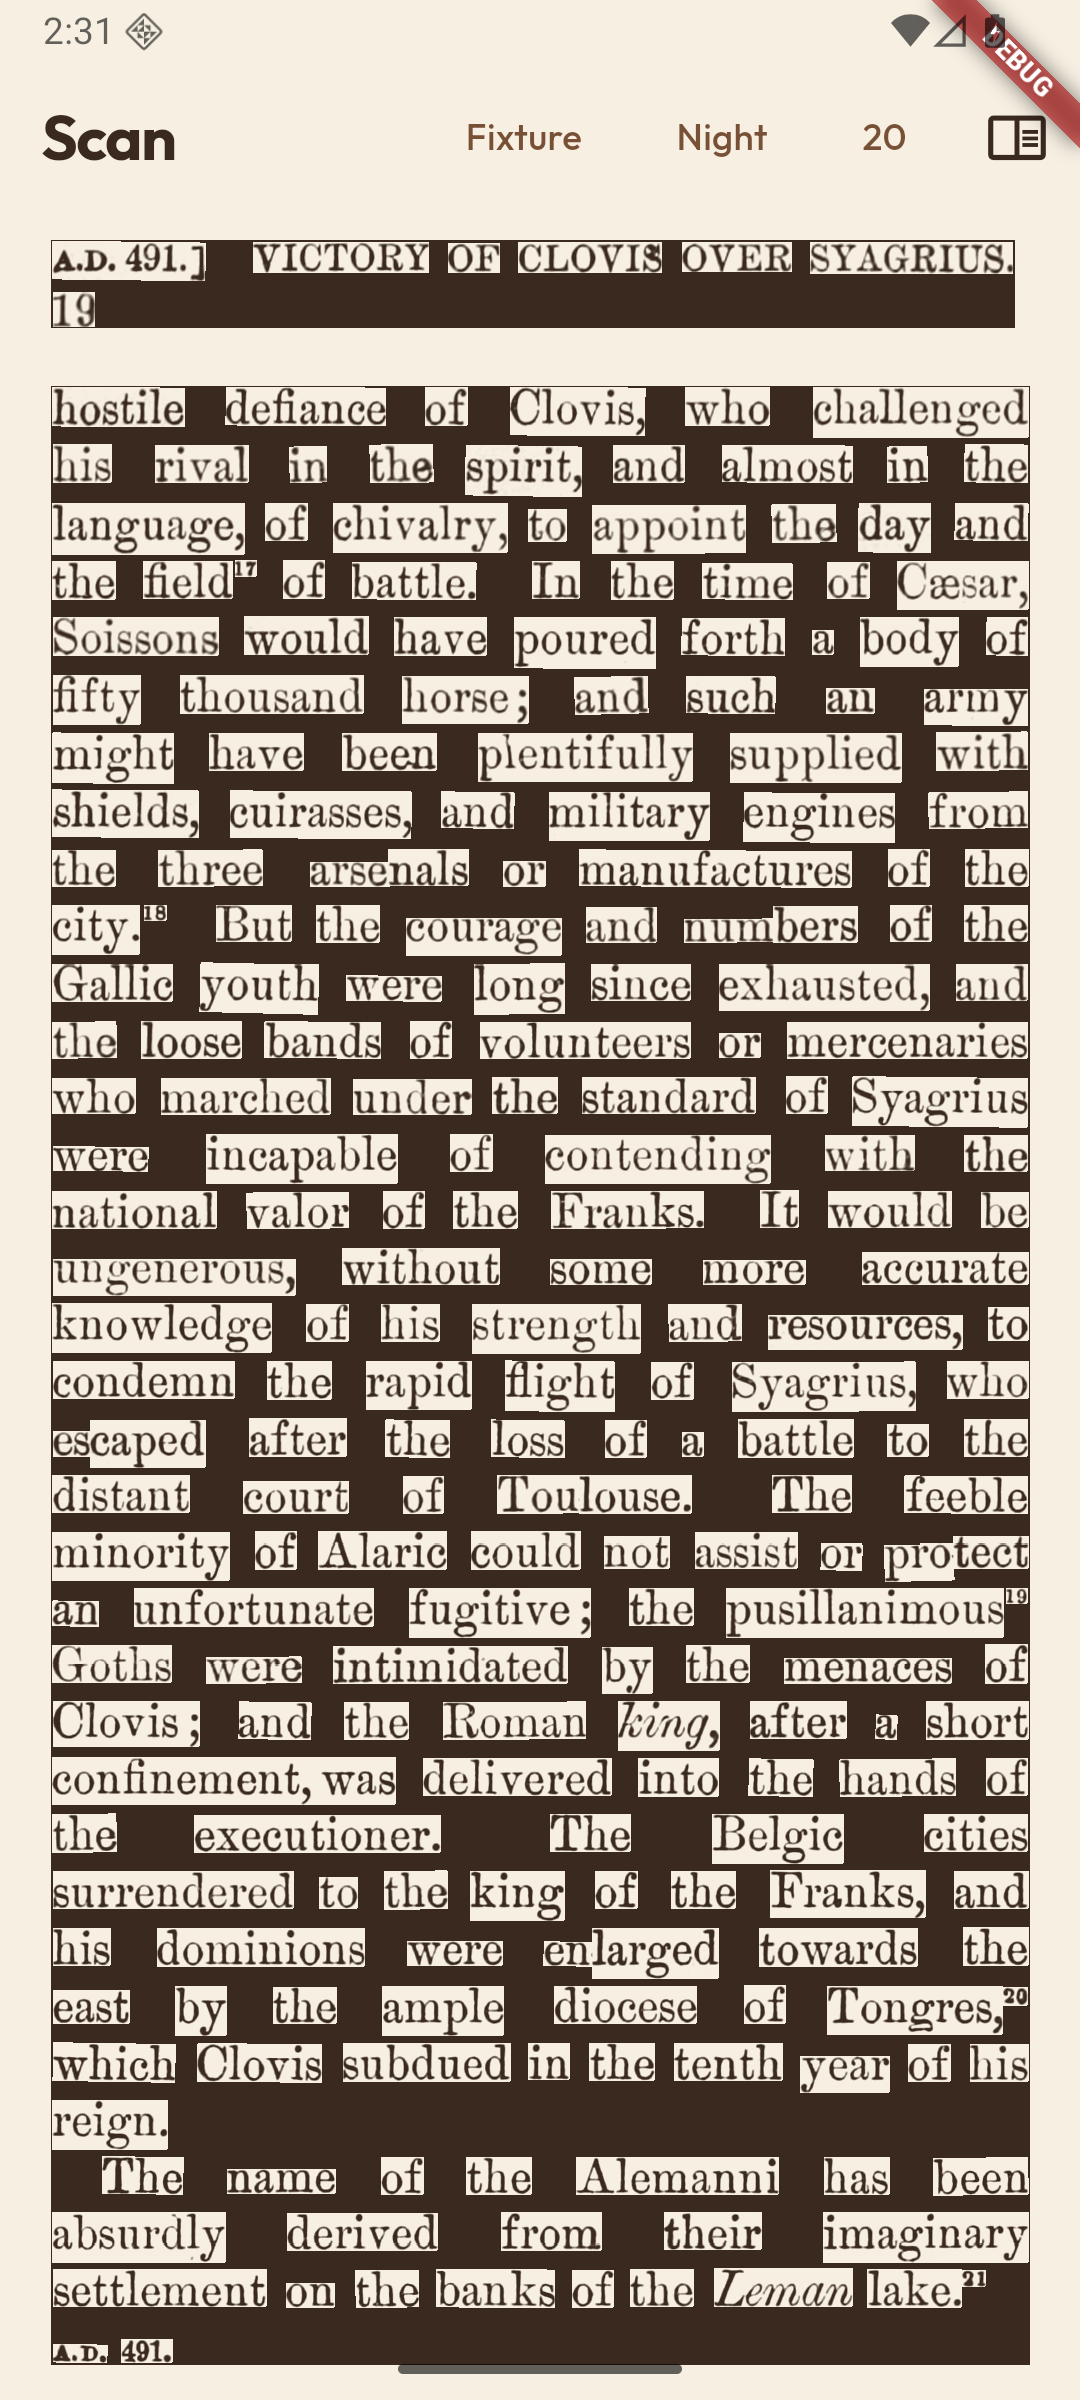 2:31
DEBUG
Scan Fixture Night 20
A.D. 491.] VICTORY OF CLOVIS OVER SYAGRIUS.
19
hostile defiance of Clovis, who challenged
his rival in the spirit, and almost in the
language, of chivalry, to appoint the day and
the field17 of battle. In the time of Cæsar,
Soissons would have poured forth a body of
fifty thousand horse; and such an army
might have been plentifully supplied with
shields, cuirasses, and military engines from
the three arsenals or manufactures of the
city.18 But the courage and numbers of the
Gallic youth were long since exhausted, and
the loose bands of volunteers or mercenaries
who marched under the standard of Syagrius
were incapable of contending with the
national valor of the Franks. It would be
ungenerous, without some more accurate
knowledge of his strength and resources, to
condemn the rapid flight of Syagrius, who
escaped after the loss of a battle to the
distant court of Toulouse. The feeble
minority of Alaric could not assist or protect
an unfortunate fugitive; the pusillanimous19
Goths were intimidated by the menaces of
Clovis; and the Roman king, after a short
confinement, was delivered into the hands of
the executioner. The Belgic cities
surrendered to the king of the Franks, and
his dominions were enlarged towards the
east by the ample diocese of Tongres,20
which Clovis subdued in the tenth year of his
reign.
The name of the Alemanni has been
absurdly derived from their imaginary
settlement on the banks of the Leman lake.21
A.D. 491.